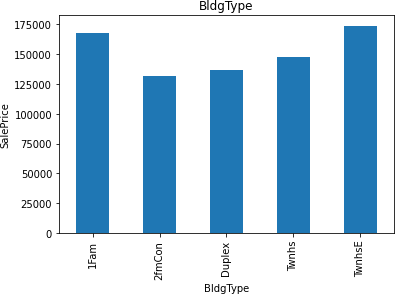 BldgType
175000
150000
125000
100000
75000
50000
25000
0
SalePrice
1Fam
2fmCon
Duplex
Twnhs
TwnhsE
BldgType